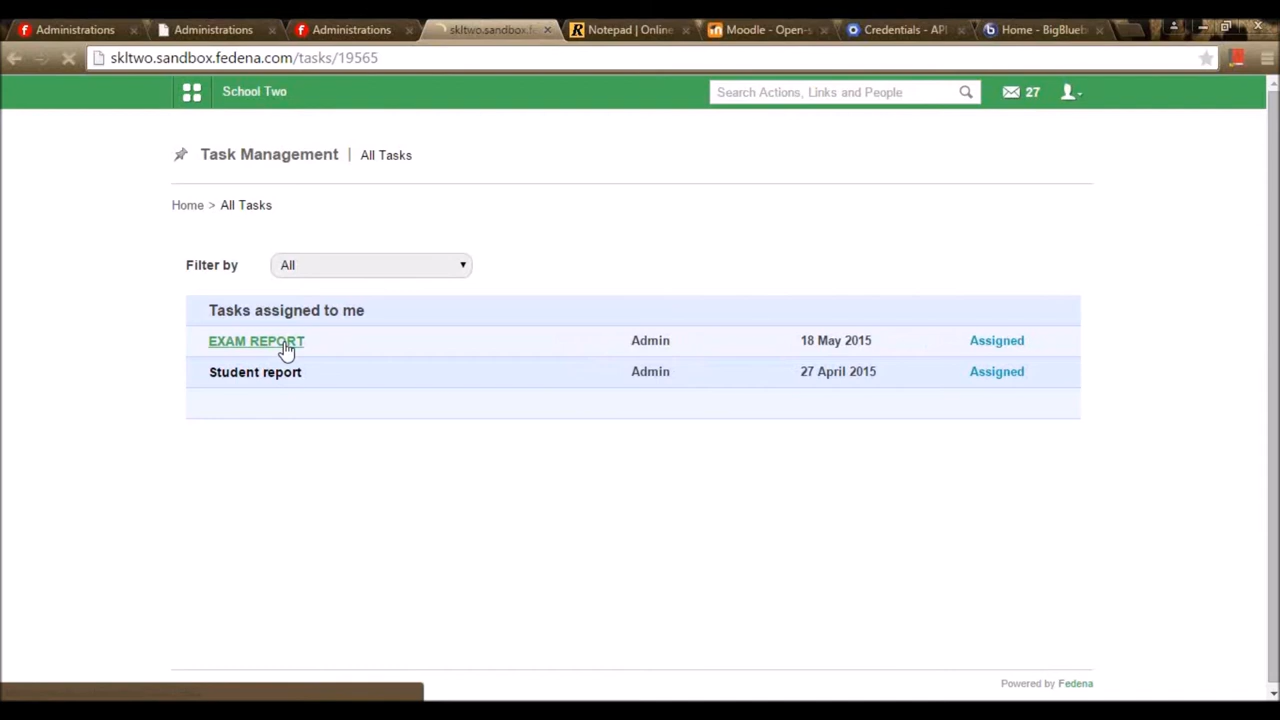 Administrations
Administrations
Administrations
skltwo.sandbox.f
Notepad | Online
Moodle - Open-s
Credentials - API
Home - BigBlueb
skltwo.sandbox.fedena.com/tasks/19565
School Two
Search Actions, Links and People
27
Task Management | All Tasks
Home > All Tasks
Filter by All
Tasks assigned to me
EXAM REPORT Admin 18 May 2015 Assigned
Student report Admin 27 April 2015 Assigned
Powered by Fedena